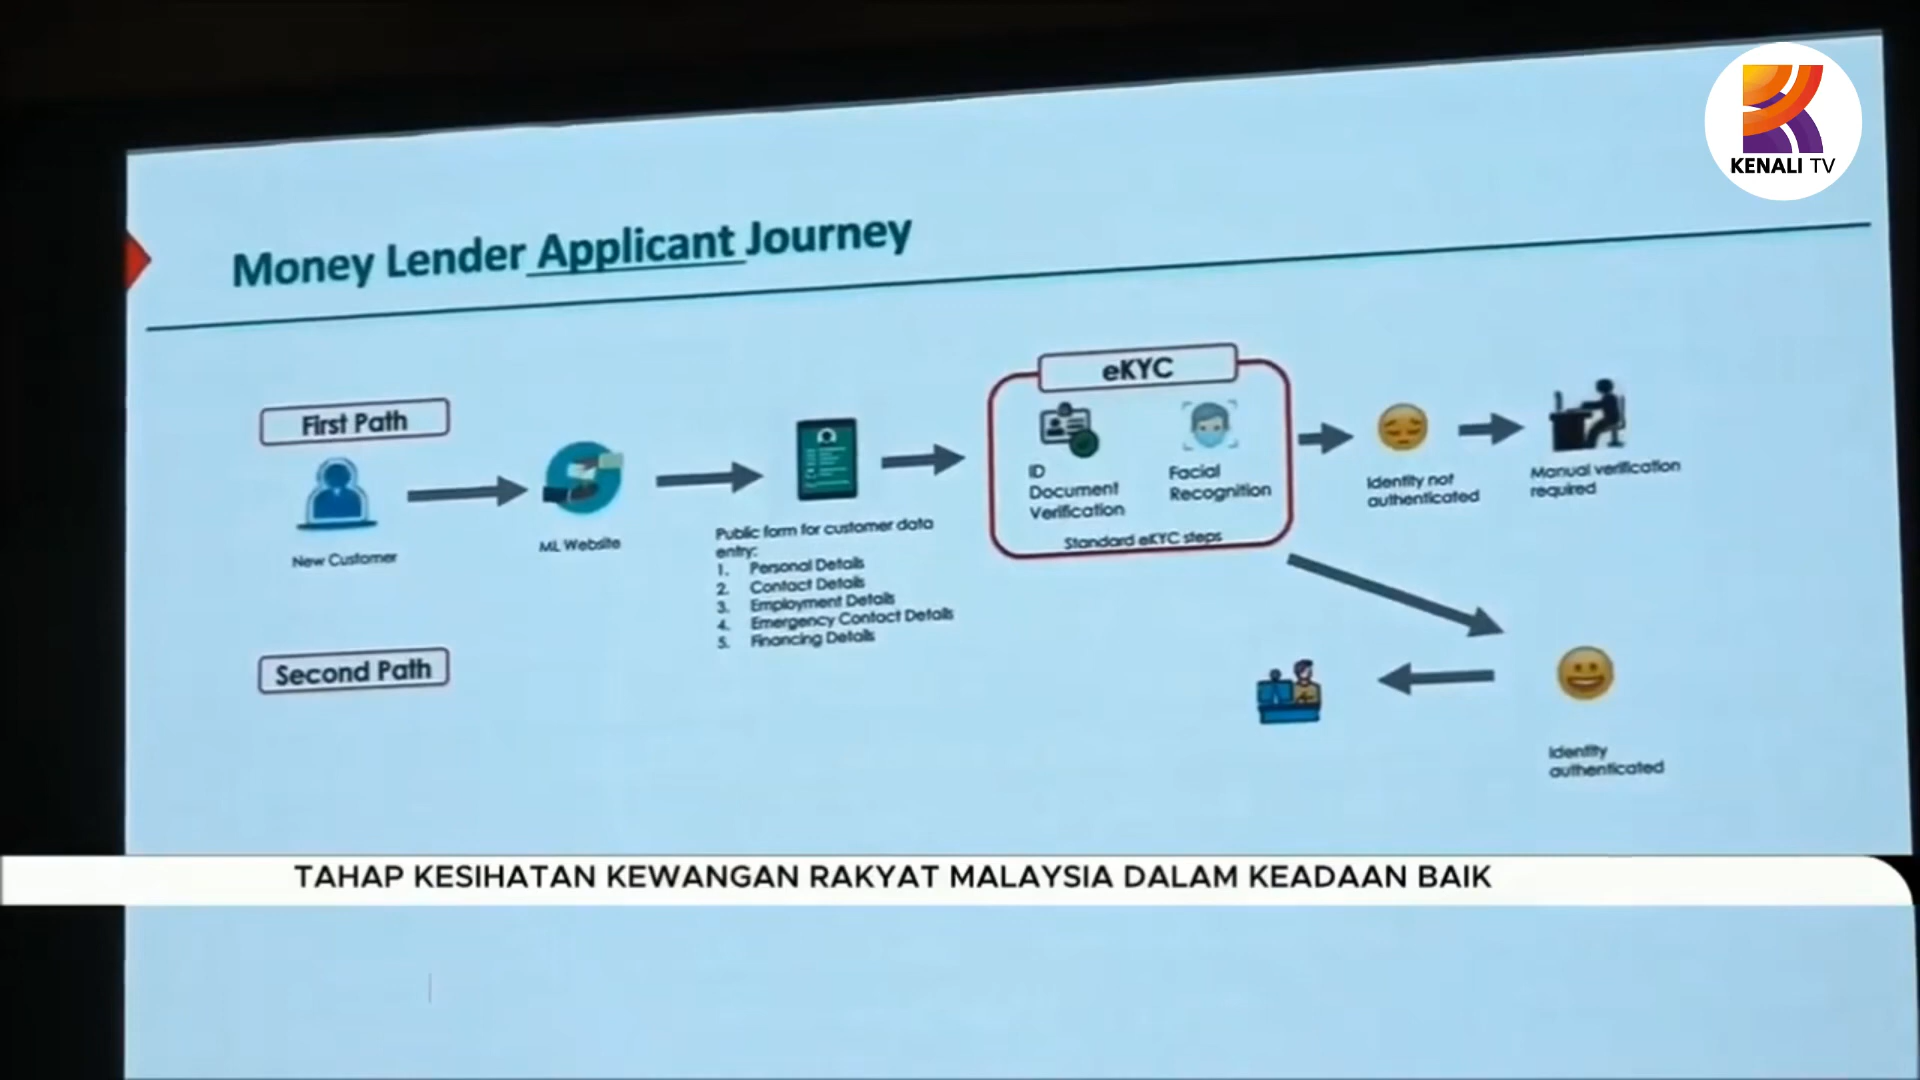 KENALI TV
Money Lender Applicant Journey
First Path
New Customer
ML Website
Public form for customer data
entry:
1. Personal Details
2. Contact Details
3. Employment Details
4. Emergency Contact Details
5. Financing Details
eKYC
ID
Document
Verification
Facial
Recognition
Standard eKYC steps
Identity not
authenticated
Manual verification
required
Second Path
Identity
authenticated
TAHAP KESIHATAN KEWANGAN RAKYAT MALAYSIA DALAM KEADAAN BAIK